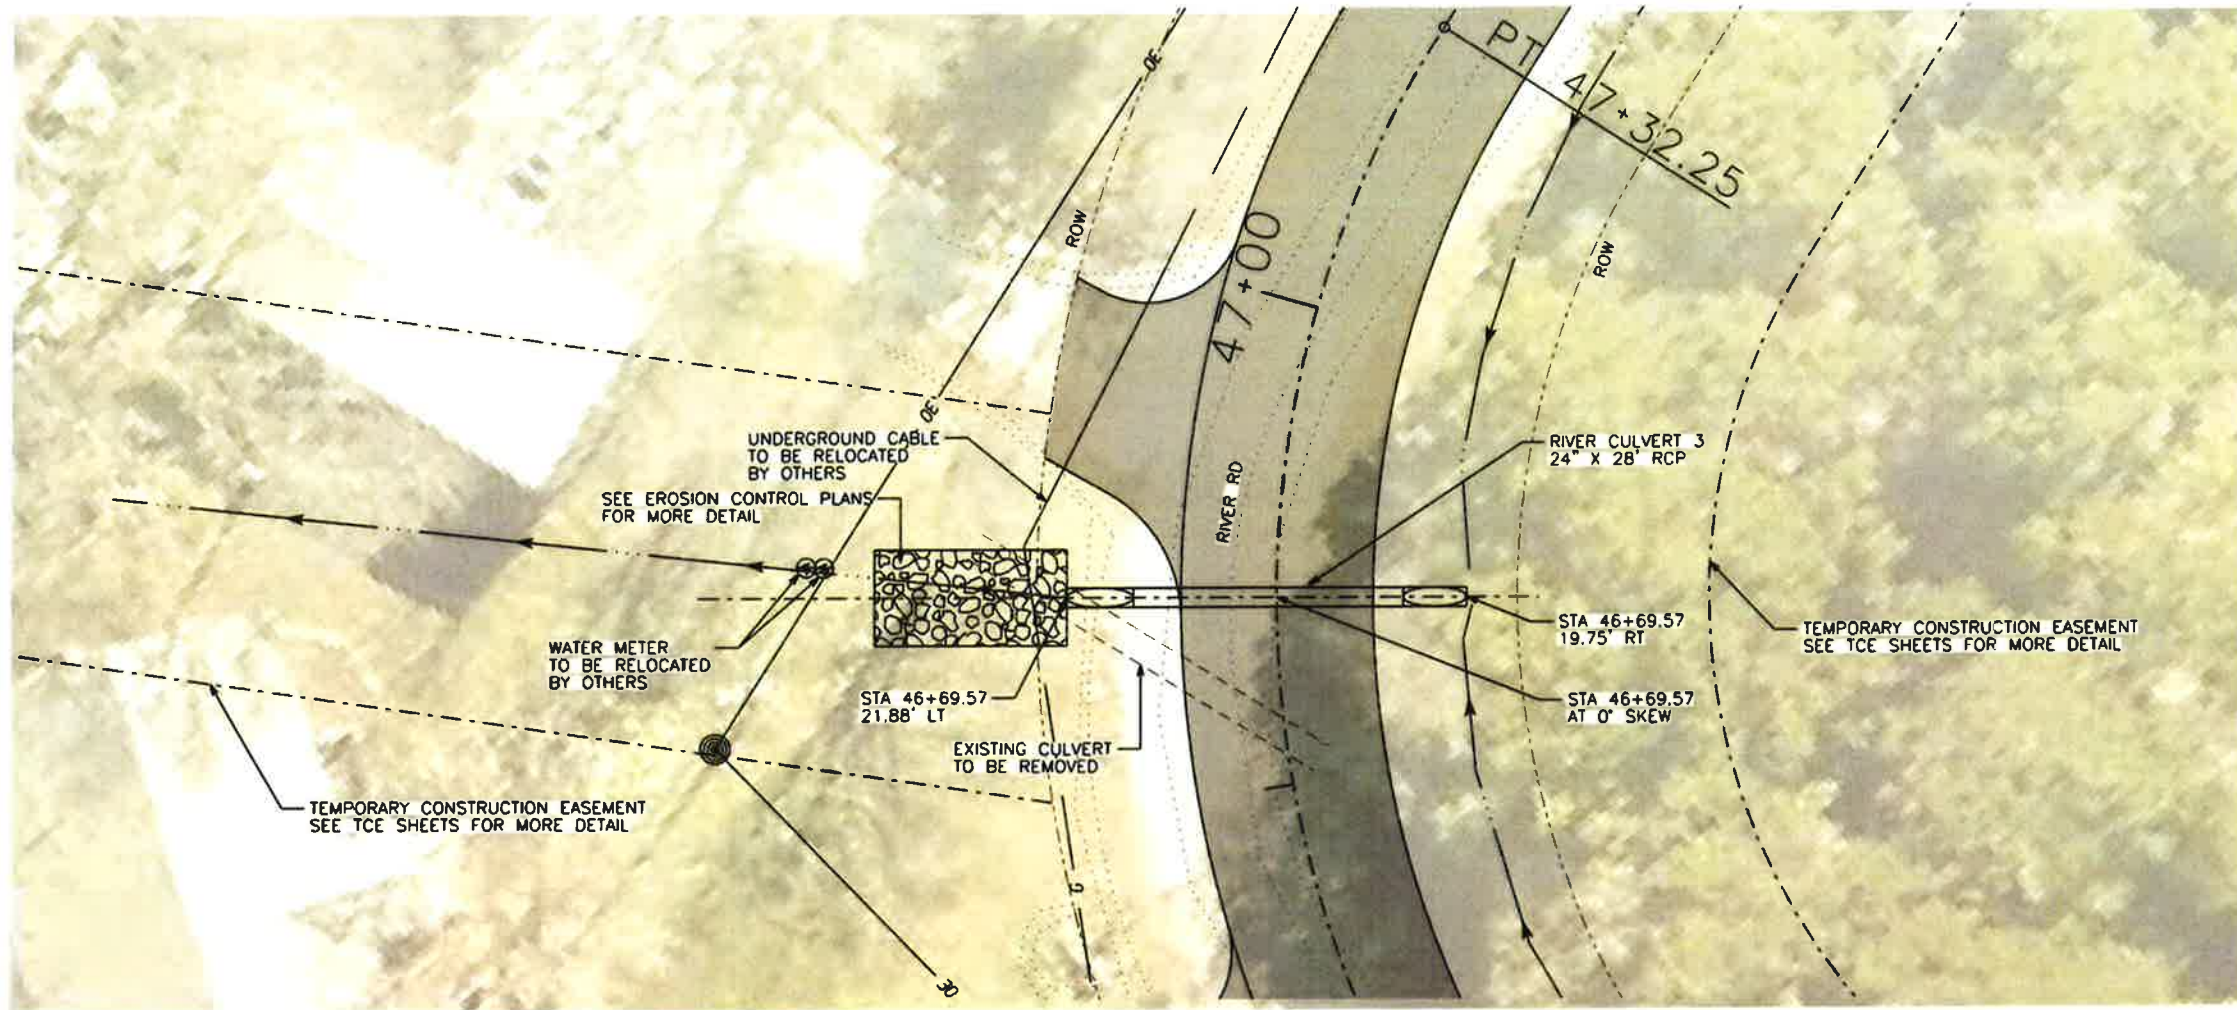 OE
PT 47+32.25
ROW
ROW
47+00
OE
UNDERGROUND CABLE
TO BE RELOCATED
BY OTHERS
RIVER CULVERT 3
24" X 28' RCP
RIVER RD
SEE EROSION CONTROL PLANS
FOR MORE DETAIL
STA 46+69.57
19.75' RT
TEMPORARY CONSTRUCTION EASEMENT
SEE TCE SHEETS FOR MORE DETAIL
WATER METER
TO BE RELOCATED
BY OTHERS
STA 46+69.57
21.88' LT
STA 46+69.57
AT 0° SKEW
EXISTING CULVERT
TO BE REMOVED
TEMPORARY CONSTRUCTION EASEMENT
SEE TCE SHEETS FOR MORE DETAIL
OE